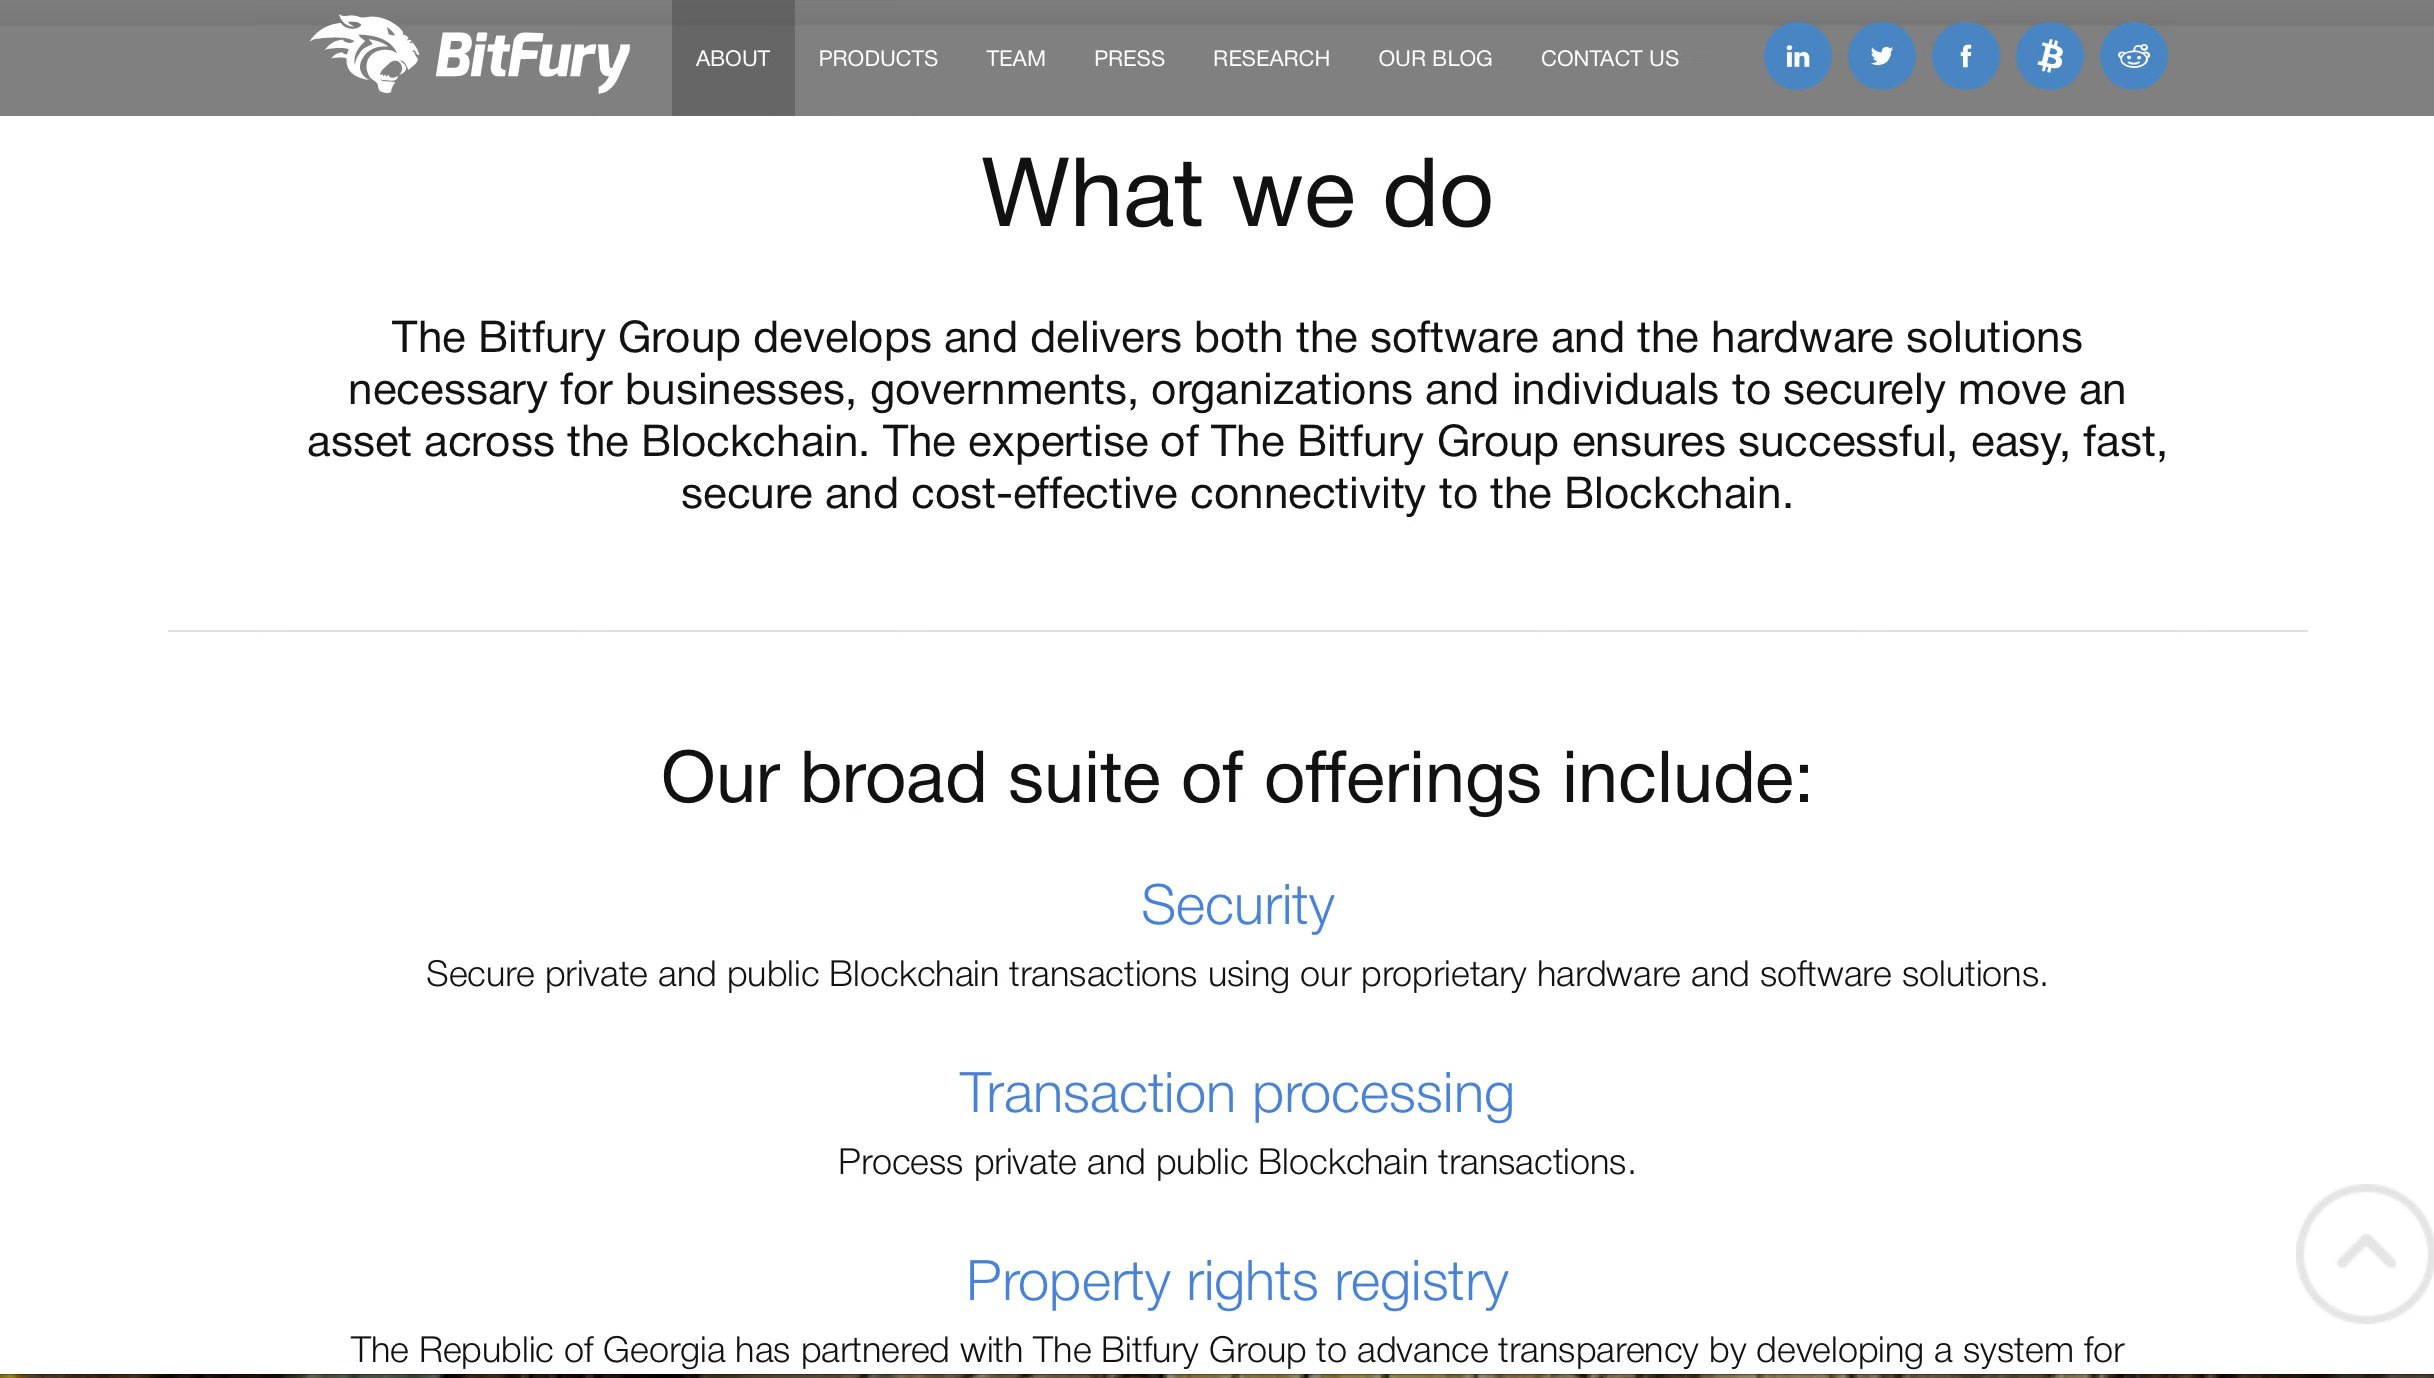 BitFury
ABOUT PRODUCTS TEAM PRESS RESEARCH OUR BLOG CONTACT US
What we do
The Bitfury Group develops and delivers both the software and the hardware solutions
necessary for businesses, governments, organizations and individuals to securely move an
asset across the Blockchain. The expertise of The Bitfury Group ensures successful, easy, fast,
secure and cost-effective connectivity to the Blockchain.
Our broad suite of offerings include:
Security
Secure private and public Blockchain transactions using our proprietary hardware and software solutions.
Transaction processing
Process private and public Blockchain transactions.
Property rights registry
The Republic of Georgia has partnered with The Bitfury Group to advance transparency by developing a system for